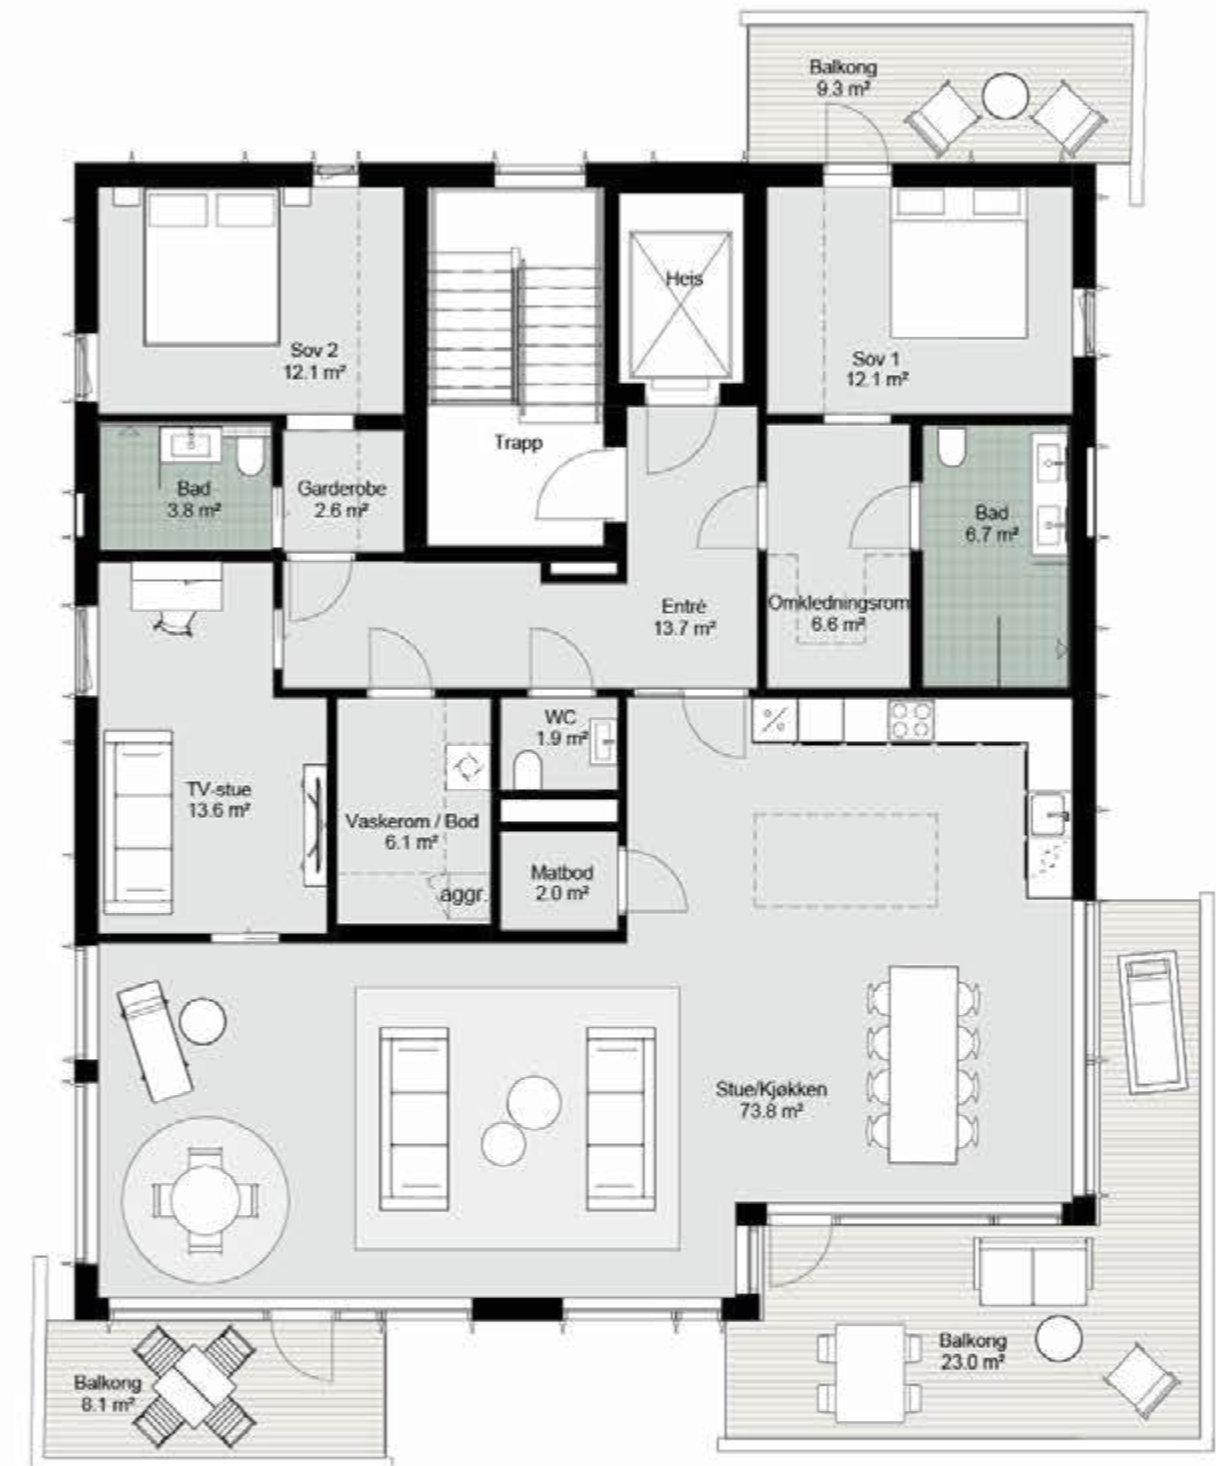 Balkong
9.3 m²
Heis
Sov 2
12.1 m²
Sov 1
12.1 m²
Trapp
Bad
3.8 m²
Garderobe
2.6 m²
Bad
6.7 m²
Entré
13.7 m²
Omkledningsrom
6.6 m²
WC
1.9 m²
TV-stue
13.6 m²
Vaskerom / Bod
6.1 m²
Matbod
2.0 m²
aggr.
Stue/Kjøkken
73.8 m²
Balkong
23.0 m²
Balkong
8.1 m²